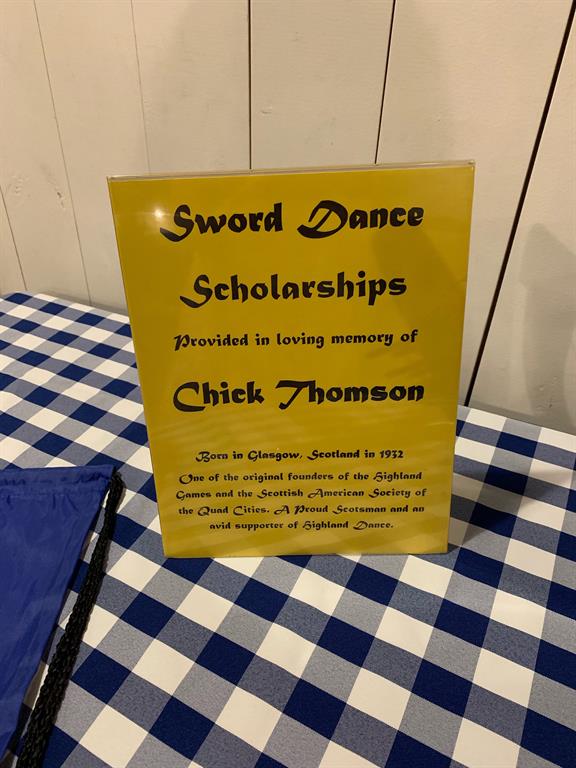 Sword Dance
Scholarships
Provided in loving memory of
Chick Thomson
Born in Glasgow, Scotland in 1932
One of the original founders of the Highland
Games and the Scottish American Society of
the Quad Cities. A Proud Scotsman and an
avid supporter of Highland Dance.